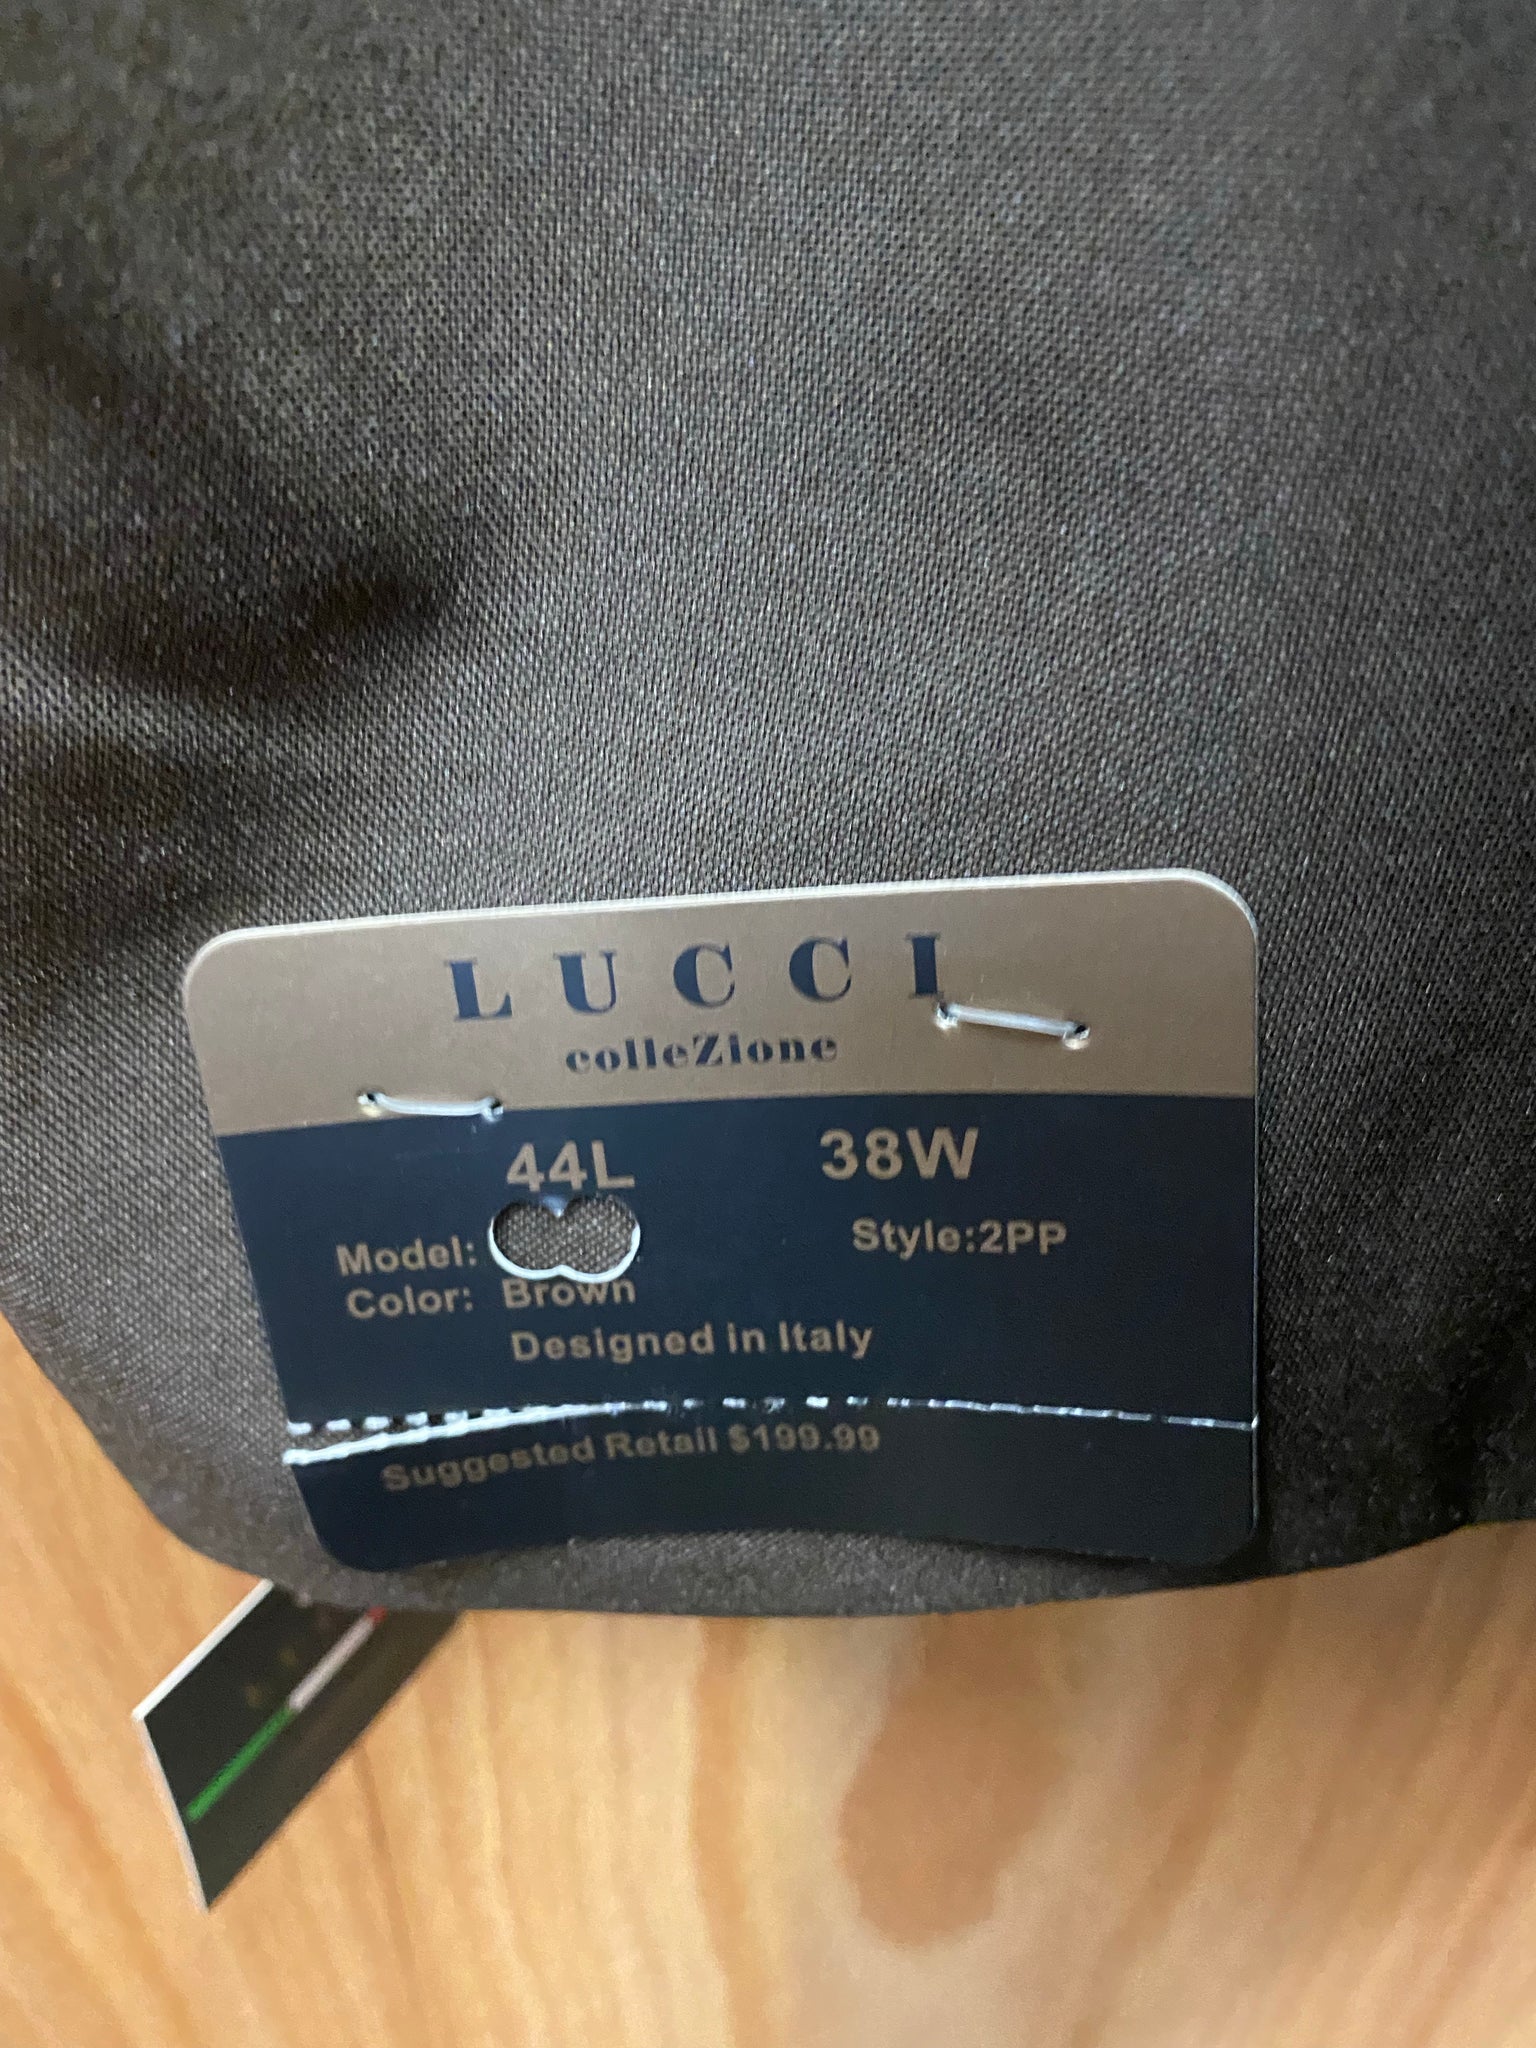 LUCCI
colleZione
44L 38W
Model: Style:2PP
Color: Brown
Designed in Italy
Suggested Retail $199.99